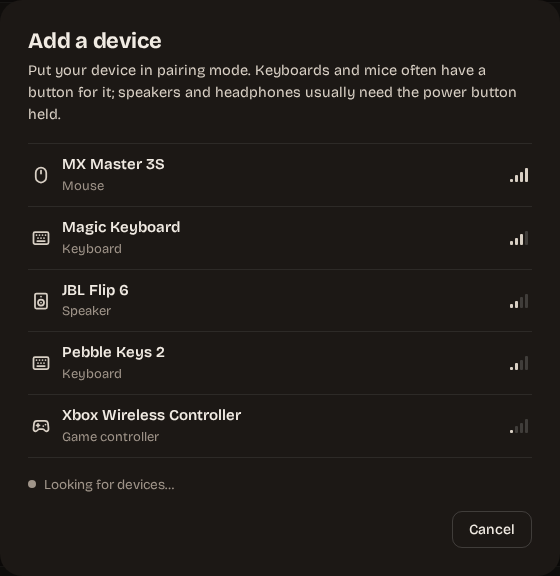 Add a device
Put your device in pairing mode. Keyboards and mice often have a
button for it; speakers and headphones usually need the power button
held.
MX Master 3S
Mouse
Magic Keyboard
Keyboard
JBL Flip 6
Speaker
Pebble Keys 2
Keyboard
Xbox Wireless Controller
Game controller
Looking for devices…
Cancel